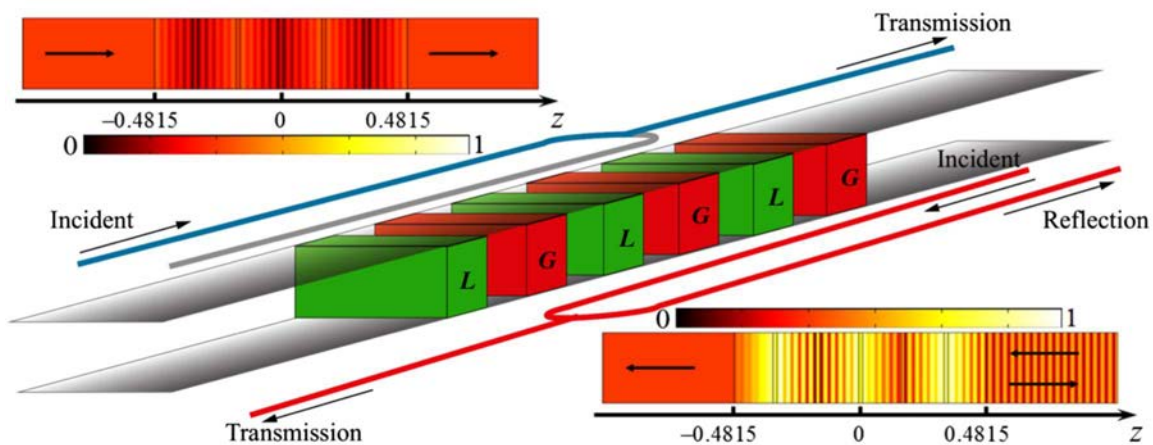 Transmission
−0.4815 0 0.4815 z
0 1
Incident
Incident
Reflection
L G L G L G
0 1
Transmission
−0.4815 0 0.4815 z